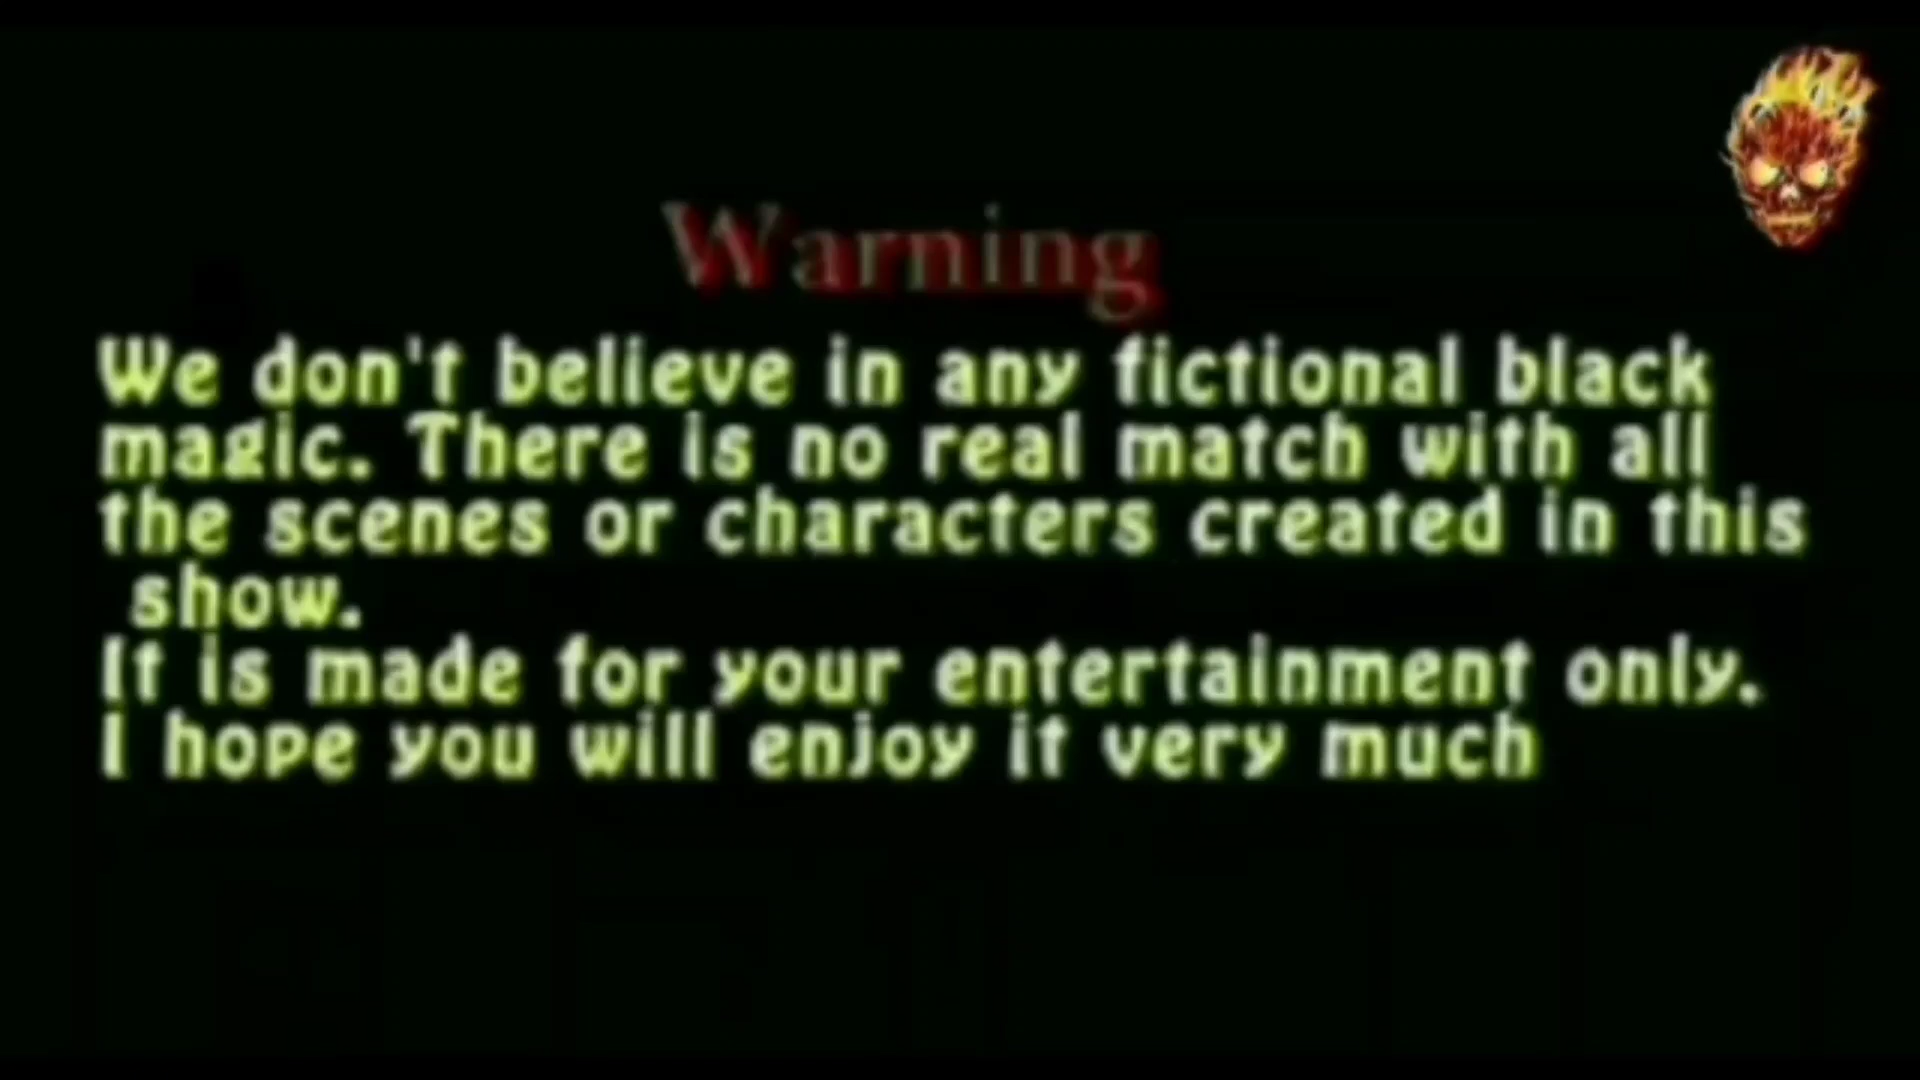 Warning
We don't believe in any fictional black
magic. There is no real match with all
the scenes or characters created in this
show.
It is made for your entertainment only.
I hope you will enjoy it very much